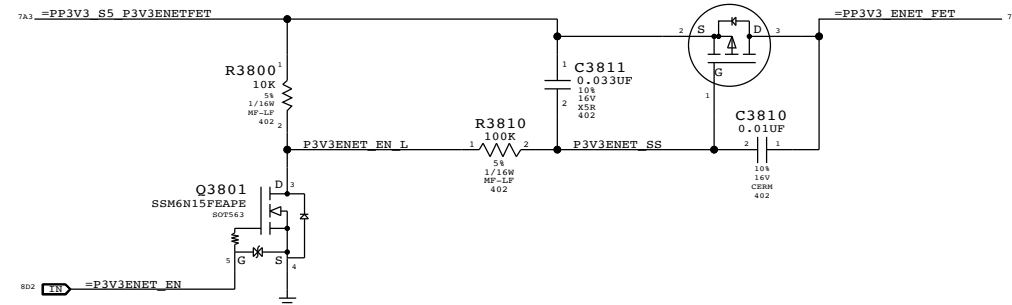 7A3 =PP3V3_S5_P3V3ENETFET
=PP3V3_ENET_FET 7
2 S D 3
G
1
R3800 1
10K
5%
1/16W
MF-LF
402 2
1 C3811
0.033UF
10%
16V
X5R
402
2
R3810
1 100K 2
5%
1/16W
MF-LF
402
C3810
0.01UF
2 1
10%
16V
CERM
402
P3V3ENET_EN_L
P3V3ENET_SS
Q3801
SSM6N15FEAPE
SOT563
D 3
5 G S 4
8D2 IN =P3V3ENET_EN